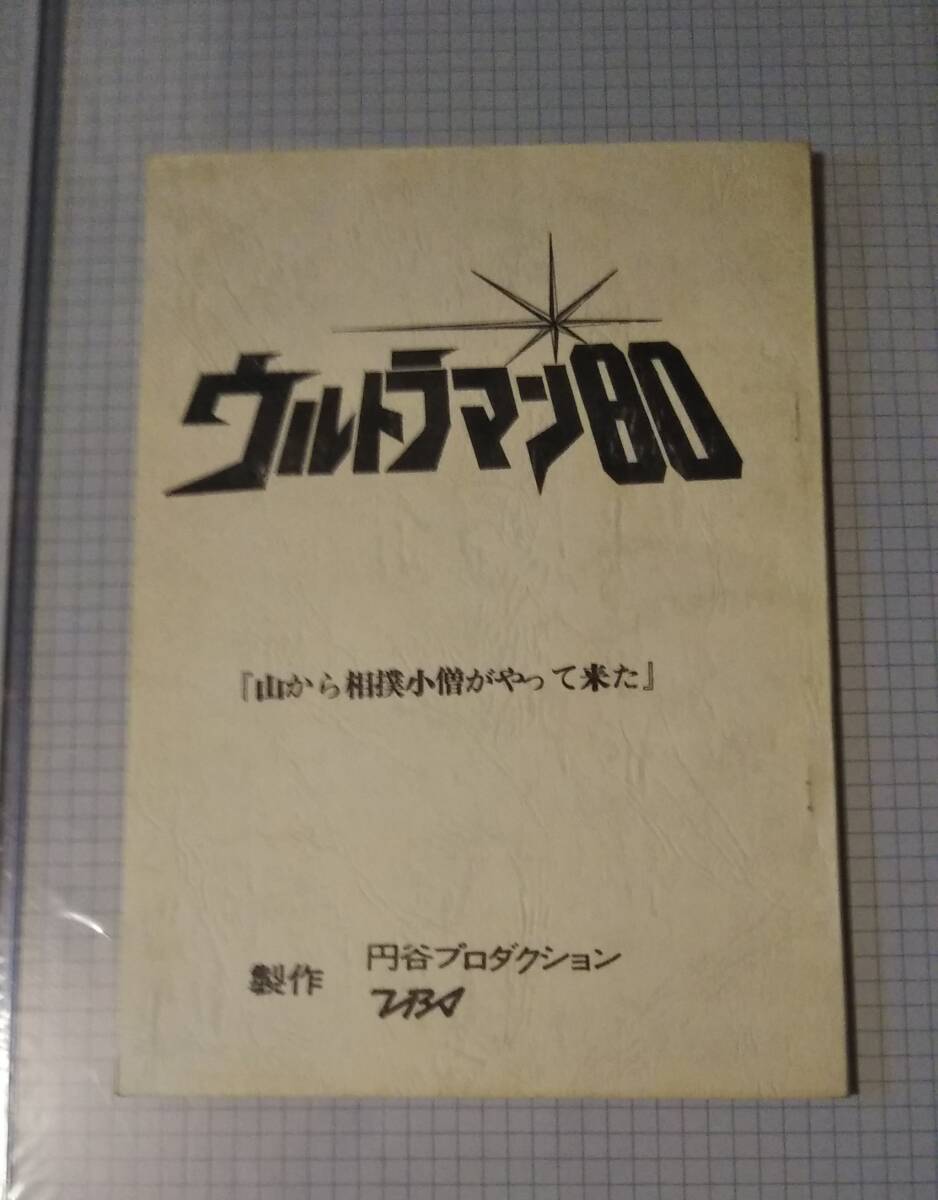 ウルトラマン80
『山から相撲小僧がやって来た』
製作 円谷プロダクション
TBS